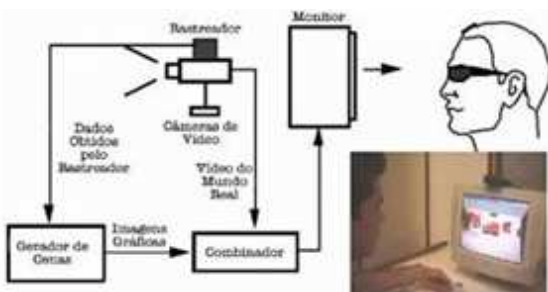 Rastreador
Monitor
Câmeras de
Vídeo
Dados
Obtidos
pelo
Rastreador
Vídeo do
Mundo
Real
Gerador de
Cenas
Imagens
Gráficas
Combinador